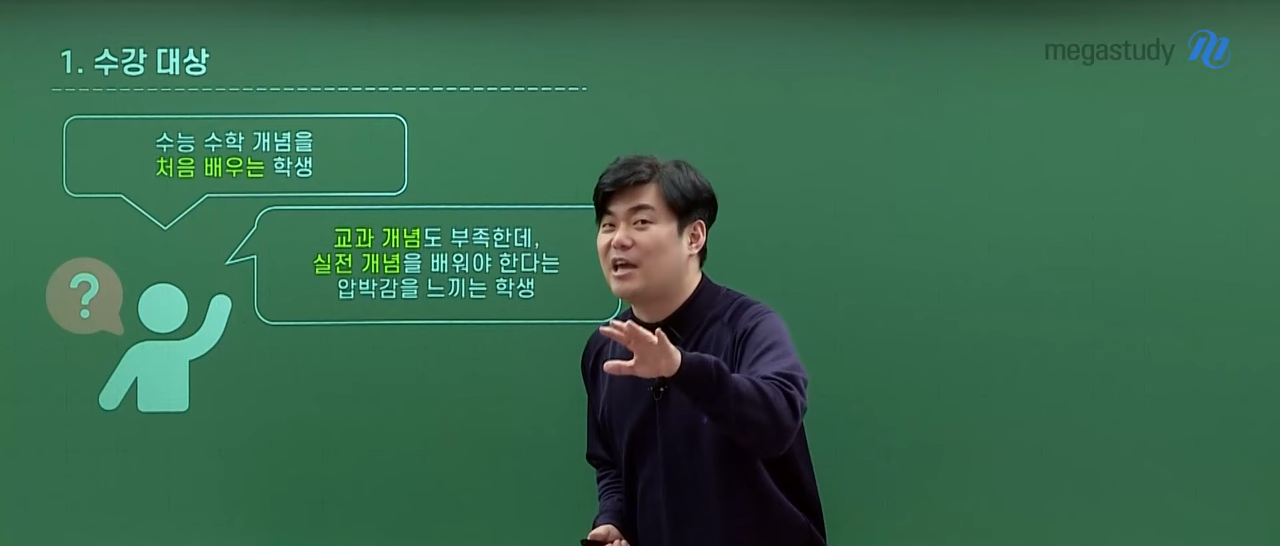 1. 수강 대상
megastudy
수능 수학 개념을
처음 배우는 학생
교과 개념도 부족한데,
실전 개념을 배워야 한다는
압박감을 느끼는 학생
?